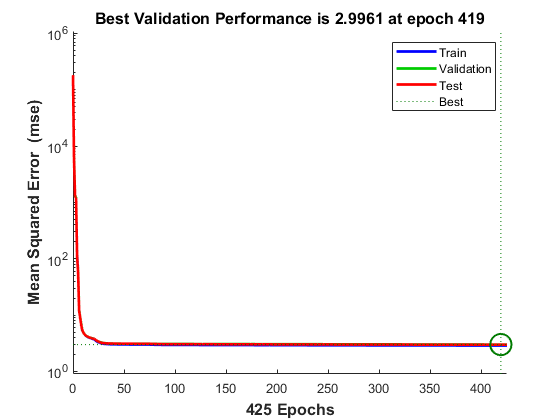 Best Validation Performance is 2.9961 at epoch 419
10^6
10^4
10^2
10^0
Mean Squared Error (mse)
Train
Validation
Test
Best
0 50 100 150 200 250 300 350 400
425 Epochs